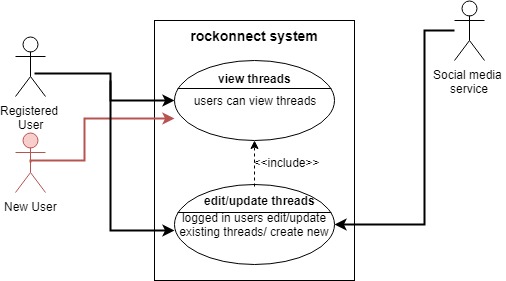 rockonnect system
view threads
users can view threads
Registered
User
Social media
service
<<include>>
New User
edit/update threads
logged in users edit/update
existing threads/ create new